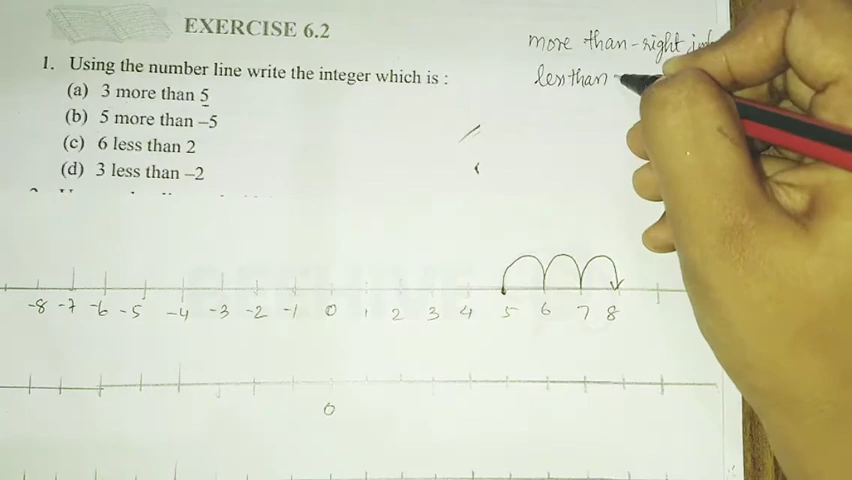 EXERCISE 6.2
more than - right
1. Using the number line write the integer which is :
less than -
(a) 3 more than 5
(b) 5 more than –5
(c) 6 less than 2
(d) 3 less than –2
-8 -7 -6 -5 -4 -3 -2 -1 0 1 2 3 4 5 6 7 8
0